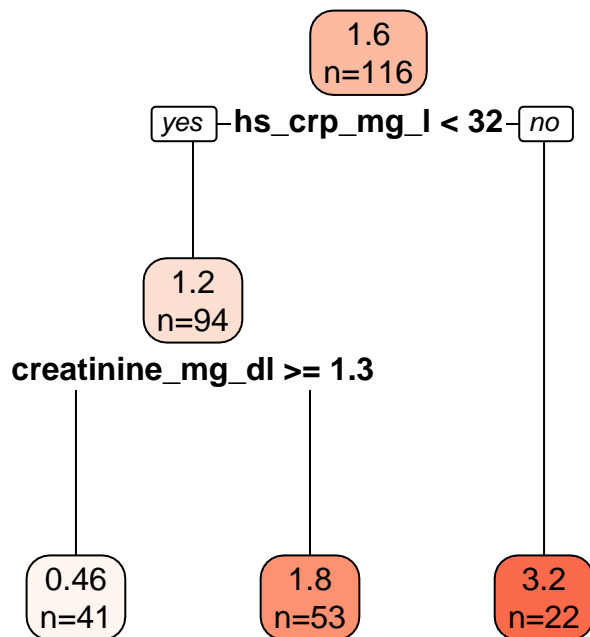 1.6
n=116
yes hs_crp_mg_l < 32 no
1.2
n=94
creatinine_mg_dl >= 1.3
0.46
n=41
1.8
n=53
3.2
n=22